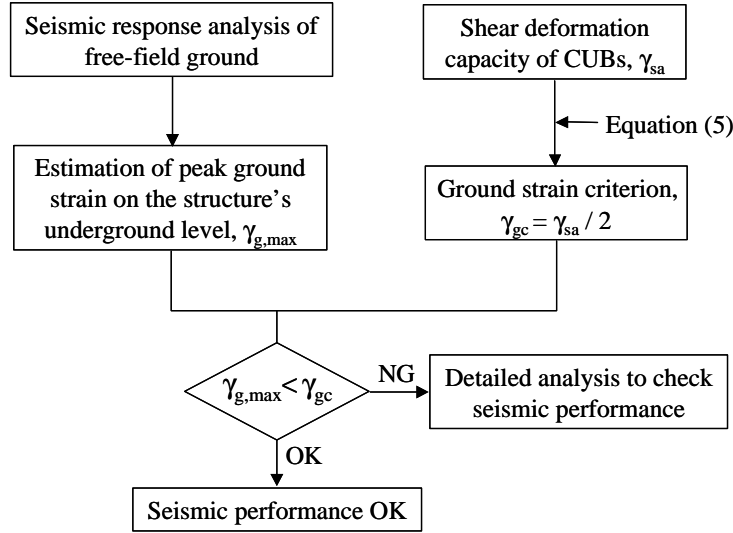 Seismic response analysis of
free-field ground
Shear deformation
capacity of CUBs, γsa
Equation (5)
Estimation of peak ground
strain on the structure's
underground level, γg,max
Ground strain criterion,
γgc = γsa / 2
γg,max< γgc
NG
Detailed analysis to check
seismic performance
OK
Seismic performance OK